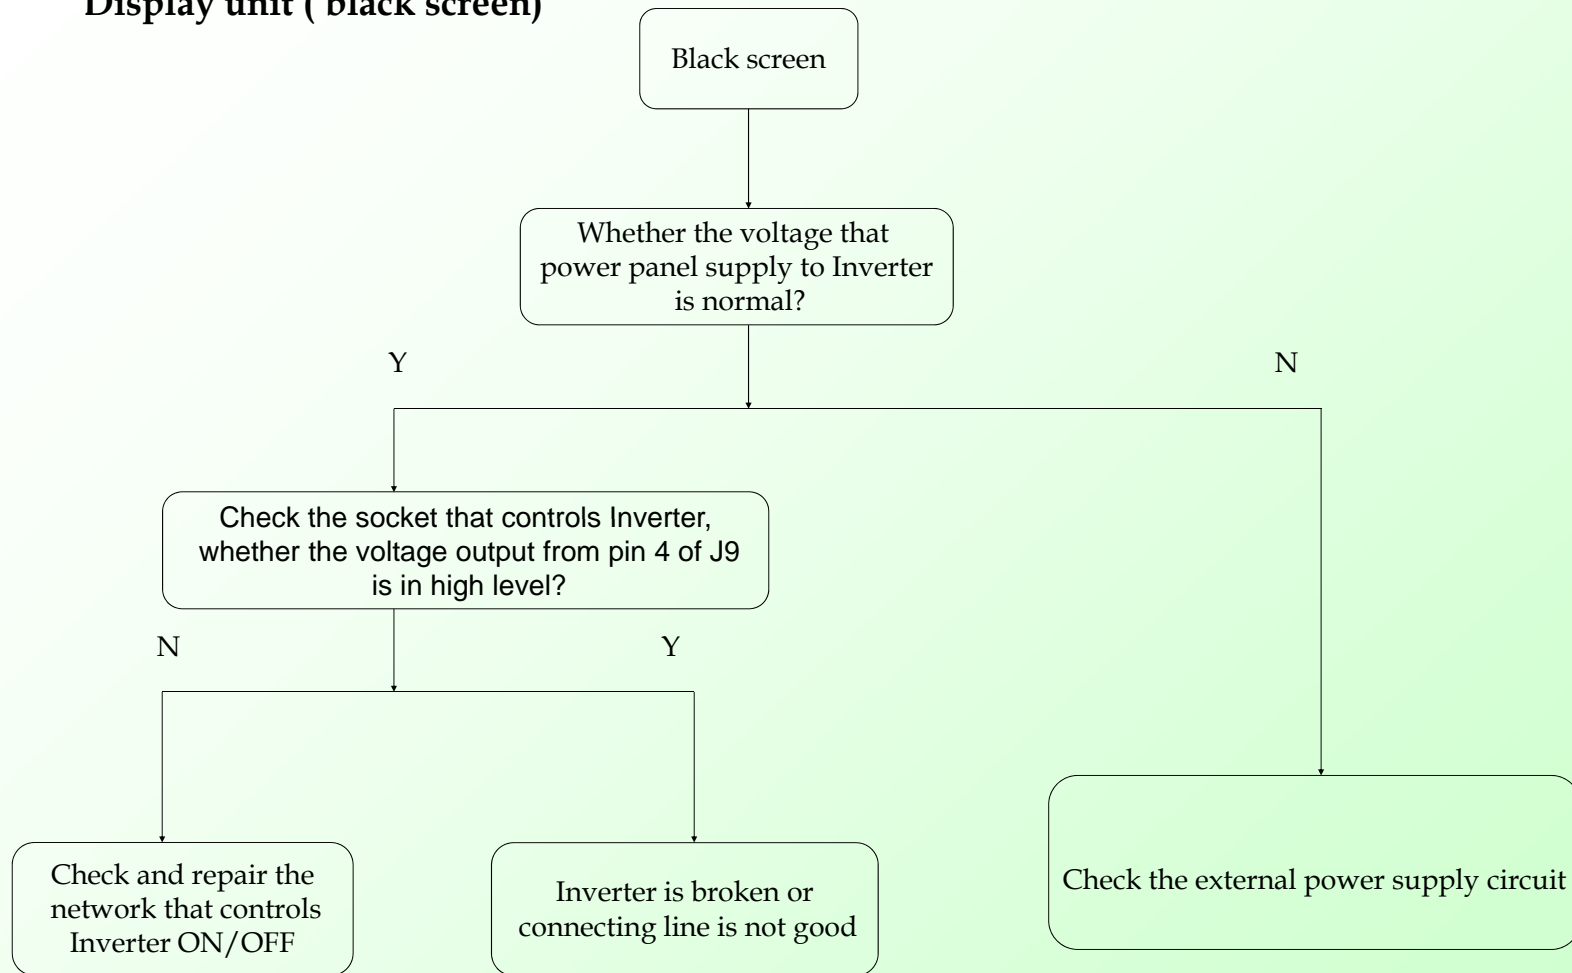 Display unit ( black screen)
Black screen
Whether the voltage that
power panel supply to Inverter
is normal?
Y
N
Check the socket that controls Inverter,
whether the voltage output from pin 4 of J9
is in high level?
N
Y
Check and repair the
network that controls
Inverter ON/OFF
Inverter is broken or
connecting line is not good
Check the external power supply circuit